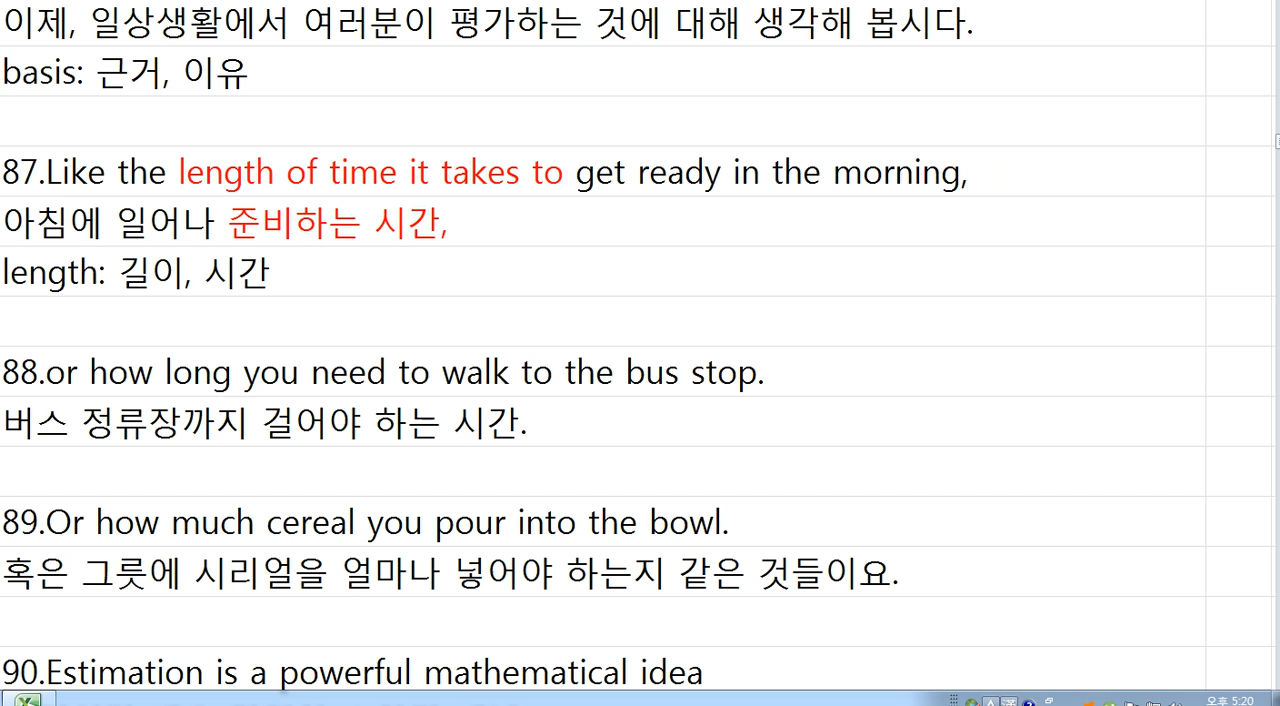 이제, 일상생활에서 여러분이 평가하는 것에 대해 생각해 봅시다.
basis: 근거, 이유
87.Like the length of time it takes to get ready in the morning,
아침에 일어나 준비하는 시간,
length: 길이, 시간
88.or how long you need to walk to the bus stop.
버스 정류장까지 걸어야 하는 시간.
89.Or how much cereal you pour into the bowl.
혹은 그릇에 시리얼을 얼마나 넣어야 하는지 같은 것들이요.
90.Estimation is a powerful mathematical idea
오후 5:20